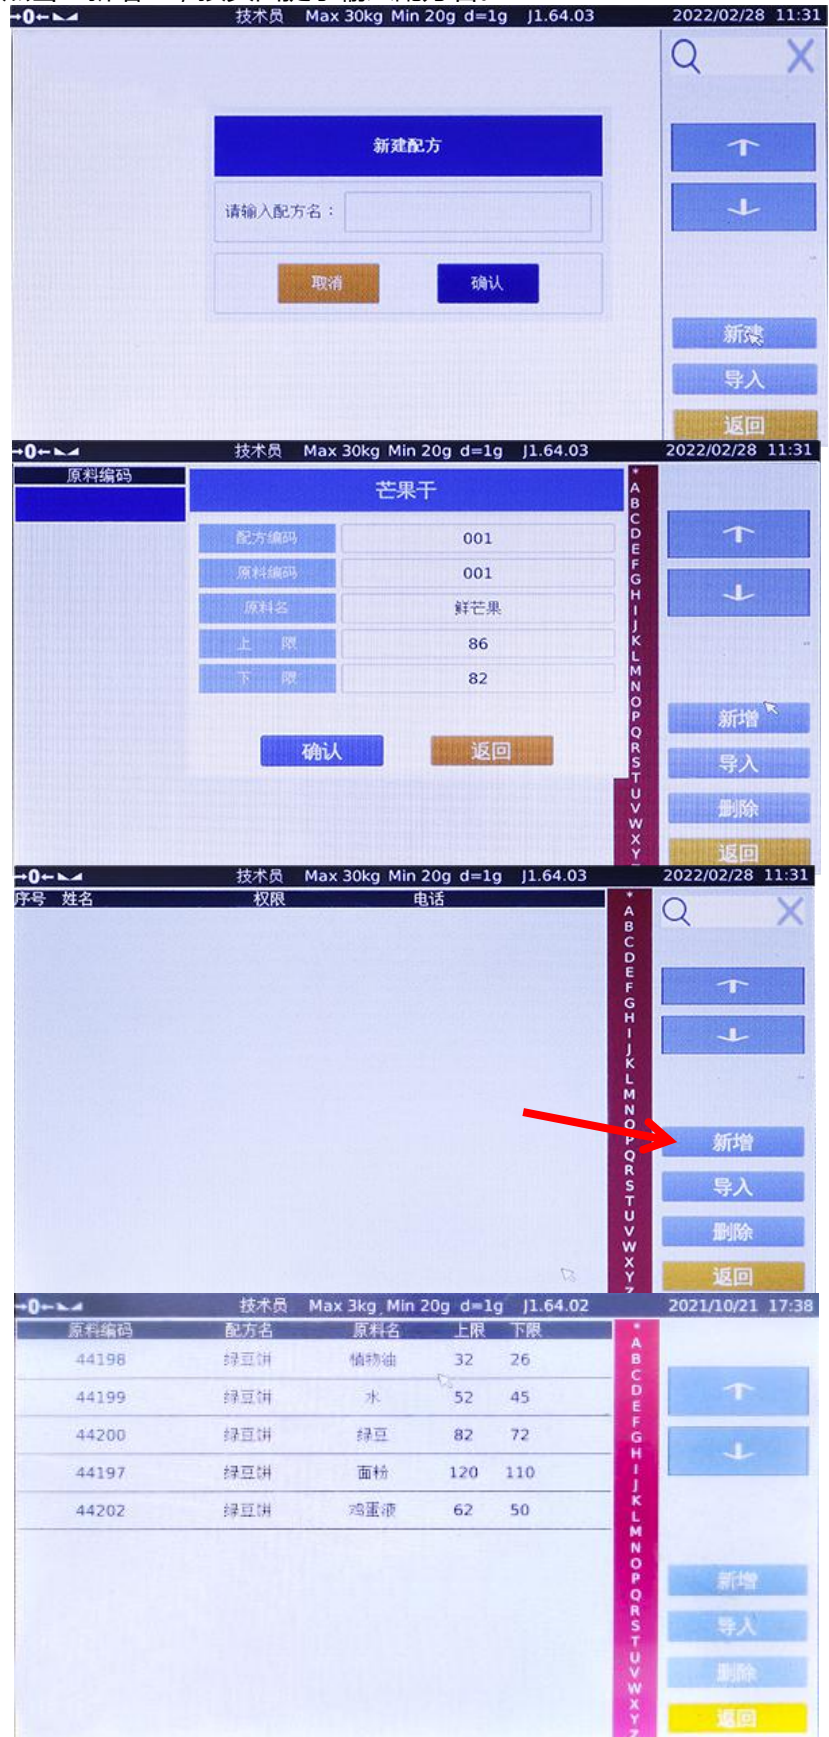 →0← 技术员 Max 30kg Min 20g d=1g J1.64.03 2022/02/28 11:31
新建配方
请输入配方名：
取消 确认
新建
导入
返回
→0← 技术员 Max 30kg Min 20g d=1g J1.64.03 2022/02/28 11:31
原料编码
芒果干
配方编码 001
原料编码 001
原料名 鲜芒果
上 限 86
下 限 82
确认 返回
*
A
B
C
D
E
F
G
H
I
J
K
L
M
N
O
P
Q
R
S
T
U
V
W
X
Y
新增
导入
删除
返回
→0← 技术员 Max 30kg Min 20g d=1g J1.64.03 2022/02/28 11:31
序号 姓名 权限 电话
*
A
B
C
D
E
F
G
H
I
J
K
L
M
N
O
P
Q
R
S
T
U
V
W
X
Y
Z
新增
导入
删除
返回
→0← 技术员 Max 3kg Min 20g d=1g J1.64.02 2021/10/21 17:38
原料编码 配方名 原料名 上限 下限
44198 绿豆饼 植物油 32 26
44199 绿豆饼 水 52 45
44200 绿豆饼 绿豆 82 72
44197 绿豆饼 面粉 120 110
44202 绿豆饼 鸡蛋液 62 50
*
A
B
C
D
E
F
G
H
I
J
K
L
M
N
O
P
Q
R
S
T
U
V
W
X
Y
Z
新增
导入
删除
返回